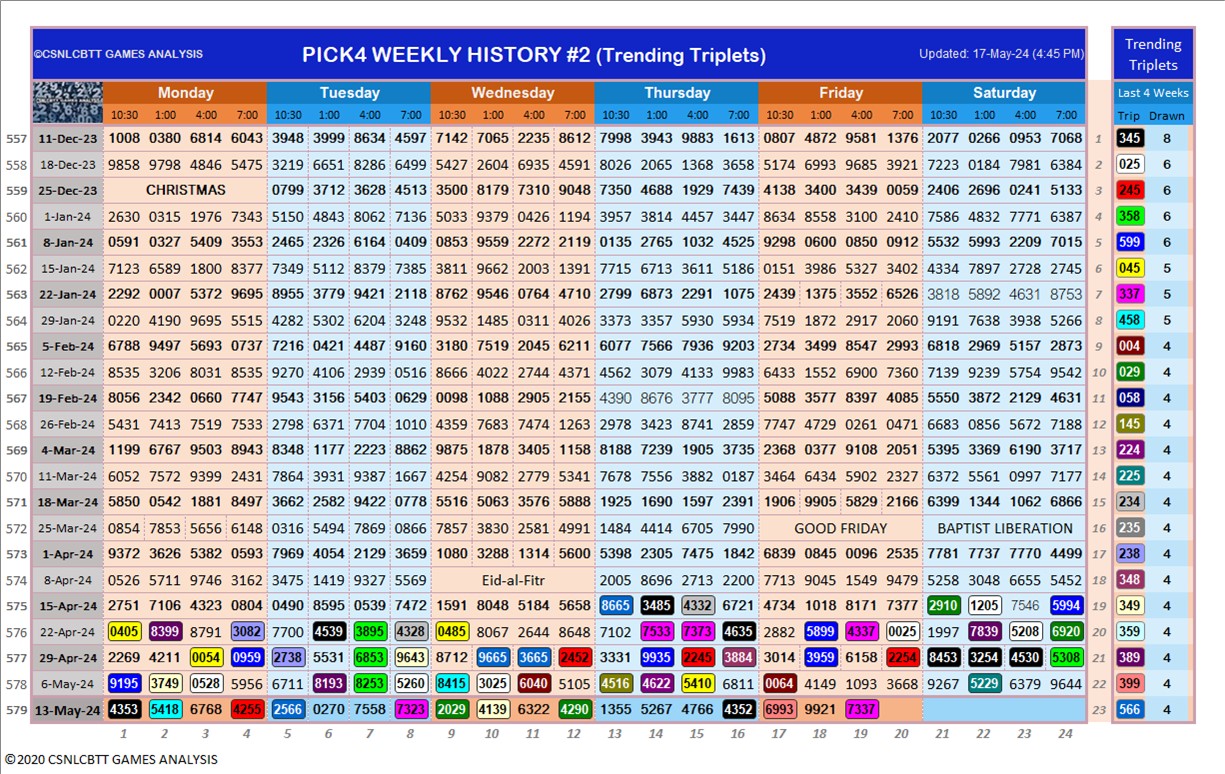 ©CSNLCBTT GAMES ANALYSIS PICK4 WEEKLY HISTORY #2 (Trending Triplets) Updated: 17-May-24 (4:45 PM) Trending
Triplets
Monday Tuesday Wednesday Thursday Friday Saturday Last 4 Weeks
10:30 1:00 4:00 7:00 10:30 1:00 4:00 7:00 10:30 1:00 4:00 7:00 10:30 1:00 4:00 7:00 10:30 1:00 4:00 7:00 10:30 1:00 4:00 7:00 Trip Drawn
557 11-Dec-23 1008 0380 6814 6043 3948 3999 8634 4597 7142 7065 2235 8612 7998 3943 9883 1613 0807 4872 9581 1376 2077 0266 0953 7068 1 345 8
558 18-Dec-23 9858 9798 4846 5475 3219 6651 8286 6499 5427 2604 6935 4591 8026 2065 1368 3658 5174 6993 9685 3921 7223 0184 7981 6384 2 025 6
559 25-Dec-23 CHRISTMAS 0799 3712 3628 4513 3500 8179 7310 9048 7350 4688 1929 7439 4138 3400 3439 0059 2406 2696 0241 5133 3 245 6
560 1-Jan-24 2630 0315 1976 7343 5150 4843 8062 7136 5033 9379 0426 1194 3957 3814 4457 3447 8634 8558 3100 2410 7586 4832 7771 6387 4 358 6
561 8-Jan-24 0591 0327 5409 3553 2465 2326 6164 0409 0853 9559 2272 2119 0135 2765 1032 4525 9298 0600 0850 0912 5532 5993 2209 7015 5 599 6
562 15-Jan-24 7123 6589 1800 8377 7349 5112 8379 7385 3811 9662 2003 1391 7715 6713 3611 5186 0151 3986 5327 3402 4334 7897 2728 2745 6 045 5
563 22-Jan-24 2292 0007 5372 9695 8955 3779 9421 2118 3762 9546 0764 4710 2799 6873 2291 1075 2439 1375 3552 6526 3818 5892 4631 8753 7 337 5
564 29-Jan-24 0220 4190 9695 5515 4282 5302 6204 3248 9532 1485 0311 4026 3373 3357 5930 5934 7519 1872 2917 2060 9191 7638 3938 5266 8 458 5
565 5-Feb-24 6788 9497 5693 0737 7216 0421 4487 9160 3180 7519 2045 6211 6077 7566 7936 9203 2734 3499 8547 2993 6818 2969 5157 2873 9 004 4
566 12-Feb-24 8535 3206 8031 8535 9270 4106 2939 0516 8666 4022 2744 4371 4562 3079 4133 9983 6433 1552 6900 7360 7139 9239 5754 9542 10 029 4
567 19-Feb-24 8056 2342 0660 7747 9543 3156 5403 0629 0098 1088 2905 2155 4390 8676 3777 8095 5088 3577 8397 4085 5550 3872 2129 4631 11 058 4
568 26-Feb-24 5431 7413 7519 7533 2798 6371 7704 1010 9359 7683 7474 1263 2978 3423 8741 2859 7747 4729 0261 0471 6683 0856 5672 7188 12 145 4
569 4-Mar-24 1199 6767 9503 8943 8348 1177 2223 8862 9875 1878 3405 1158 8188 7239 1905 3735 2368 0377 9108 2051 5395 3369 6190 3717 13 224 4
570 11-Mar-24 6052 7572 9399 2431 7864 3931 9387 1667 4254 9082 7779 5341 7678 7556 3851 0187 3464 6434 5902 2327 6372 5561 0997 7177 14 225 4
571 18-Mar-24 5850 0542 1881 8497 3662 2582 9422 0778 5516 5063 3576 5888 1925 1690 1597 2391 1906 9905 5829 2166 6399 1344 1062 6866 15 234 4
572 25-Mar-24 0854 7853 5656 6148 0316 5494 7869 0866 7857 3830 2581 4991 1484 4414 6705 7990 GOOD FRIDAY BAPTIST LIBERATION 16 235 4
573 1-Apr-24 9372 3626 5382 0593 7969 4054 2129 3659 1080 3288 1314 5600 5398 2305 7475 1842 6839 0845 0096 2535 7781 7737 7770 4499 17 238 4
574 8-Apr-24 0526 5711 9746 3162 3475 1419 9327 5569 Eid-al-Fitr 2005 8696 2713 2200 7713 9045 1549 9479 5258 3048 6655 5452 18 348 4
575 15-Apr-24 2751 7106 4323 0804 0490 8595 0539 7472 1591 8048 5184 5658 8665 3485 4332 6721 4734 1018 8171 7377 2910 1205 7546 5994 19 349 4
576 22-Apr-24 0405 8399 8791 3082 7700 4539 3895 4328 0485 8067 2644 8648 7102 7533 7373 4635 2882 5899 4337 0025 1997 7839 5208 6920 20 359 4
577 29-Apr-24 2269 4211 0054 0959 2738 5531 6853 9643 8712 9665 3665 2452 3331 9935 2245 3884 3014 3959 6158 2254 8453 3254 4530 5308 21 389 4
578 6-May-24 9195 3749 0528 5956 6711 8193 8253 5260 8415 3025 6040 5105 4516 4622 5410 6811 0064 4149 1093 3668 9267 5229 6379 9644 22 399 4
579 13-May-24 4353 5418 6768 4255 2566 0270 7558 7323 2029 4139 6322 4290 1355 5267 4766 4352 6993 9921 7337 23 566 4
1 2 3 4 5 6 7 8 9 10 11 12 13 14 15 16 17 18 19 20 21 22 23 24
©2020 CSNLCBTT GAMES ANALYSIS